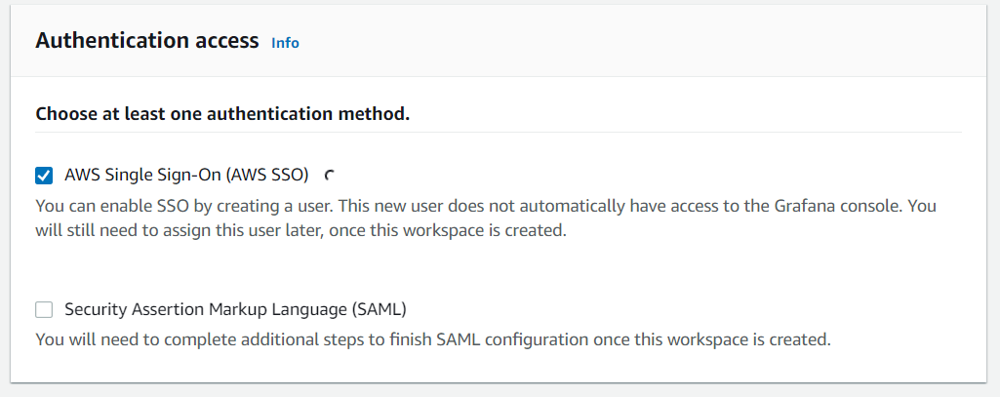 Authentication access Info
Choose at least one authentication method.
AWS Single Sign-On (AWS SSO)
You can enable SSO by creating a user. This new user does not automatically have access to the Grafana console. You
will still need to assign this user later, once this workspace is created.
Security Assertion Markup Language (SAML)
You will need to complete additional steps to finish SAML configuration once this workspace is created.